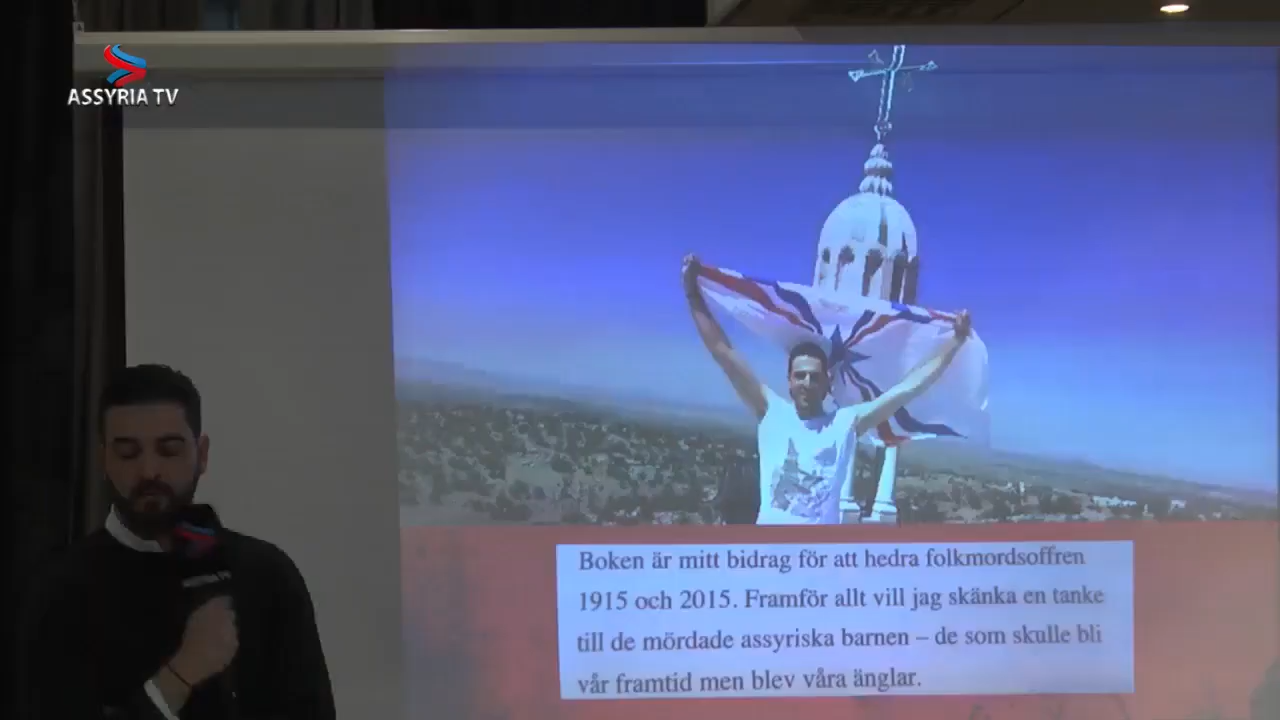 ASSYRIA TV
Boken är mitt bidrag för att hedra folkmordsoffren
1915 och 2015. Framför allt vill jag skänka en tanke
till de mördade assyriska barnen – de som skulle bli
vår framtid men blev våra änglar.